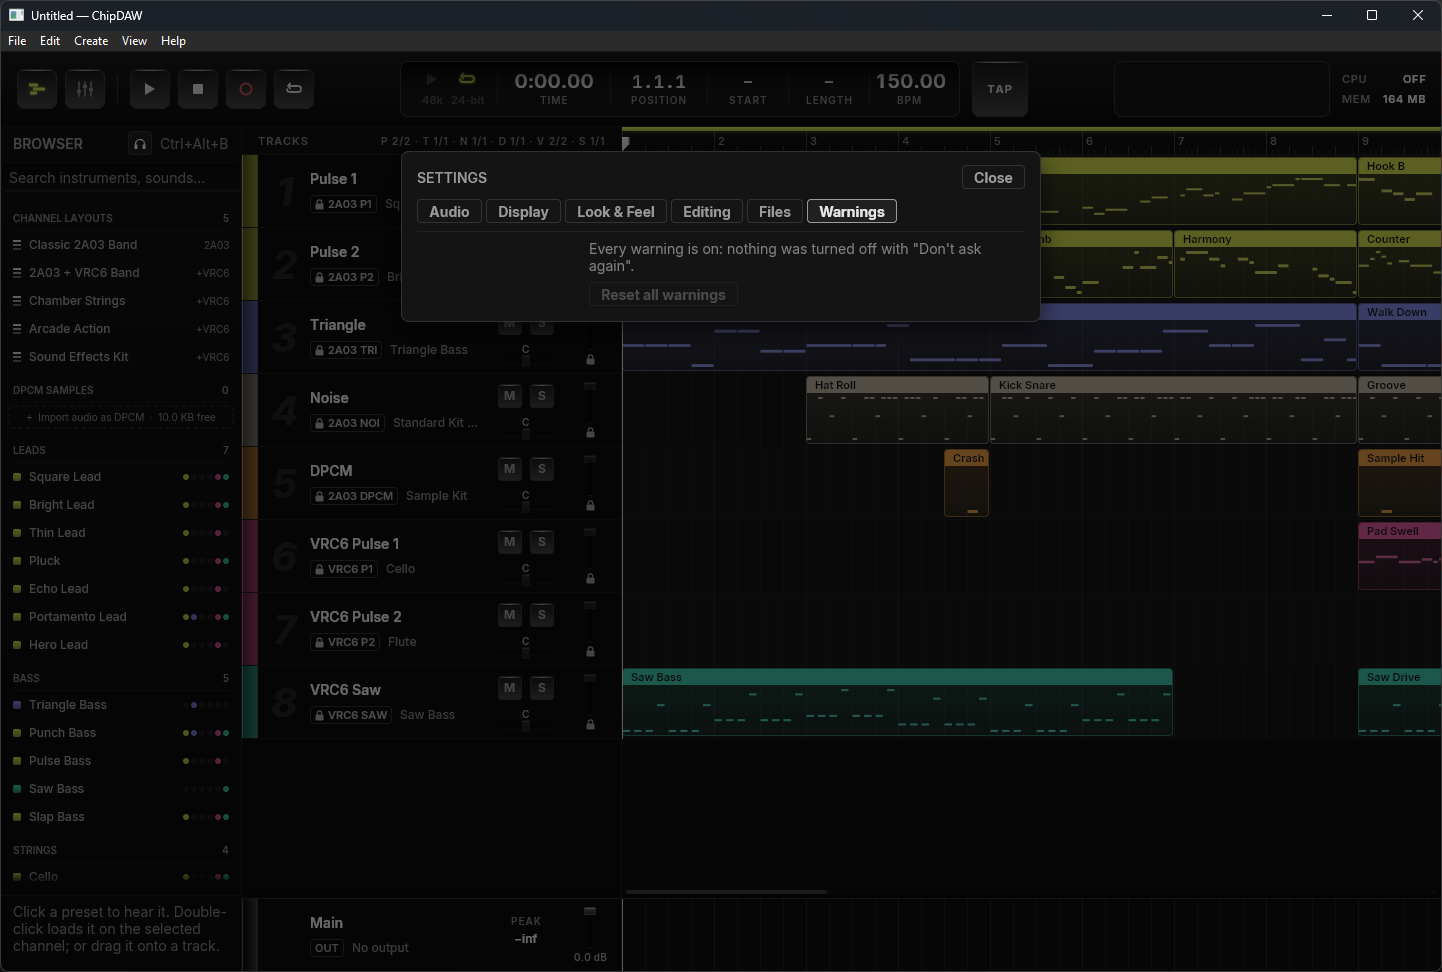 Untitled — ChipDAW
File Edit Create View Help
48k 24-bit
0:00.00
TIME
1.1.1
POSITION
–
START
–
LENGTH
150.00
BPM
TAP
CPU OFF
MEM 164 MB
BROWSER Ctrl+Alt+B
Search instruments, sounds...
CHANNEL LAYOUTS 5
Classic 2A03 Band 2A03
2A03 + VRC6 Band +VRC6
Chamber Strings +VRC6
Arcade Action +VRC6
Sound Effects Kit +VRC6
DPCM SAMPLES 0
+ Import audio as DPCM · 10.0 KB free
LEADS 7
Square Lead
Bright Lead
Thin Lead
Pluck
Echo Lead
Portamento Lead
Hero Lead
BASS 5
Triangle Bass
Punch Bass
Pulse Bass
Saw Bass
Slap Bass
STRINGS 4
Cello
Click a preset to hear it. Double-
click loads it on the selected
channel; or drag it onto a track.
TRACKS P 2/2 · T 1/1 · N 1/1 · D 1/1 · V 2/2 · S 1/1
2 3 4 5 6 7 8 9
1 Pulse 1
2A03 P1 Sq
2 Pulse 2
2A03 P2 Bri
3 Triangle M S
2A03 TRI Triangle Bass C
4 Noise M S
2A03 NOI Standard Kit ... C
5 DPCM M S
2A03 DPCM Sample Kit C
6 VRC6 Pulse 1 M S
VRC6 P1 Cello C
7 VRC6 Pulse 2 M S
VRC6 P2 Flute C
8 VRC6 Saw M S
VRC6 SAW Saw Bass C
SETTINGS Close
Audio Display Look & Feel Editing Files Warnings
Every warning is on: nothing was turned off with "Don't ask
again".
Reset all warnings
Hook B
Harmony Counter
Walk Down
Hat Roll Kick Snare Groove
Crash Sample Hit
Pad Swell
Saw Bass Saw Drive
Main PEAK
OUT No output –inf
0.0 dB